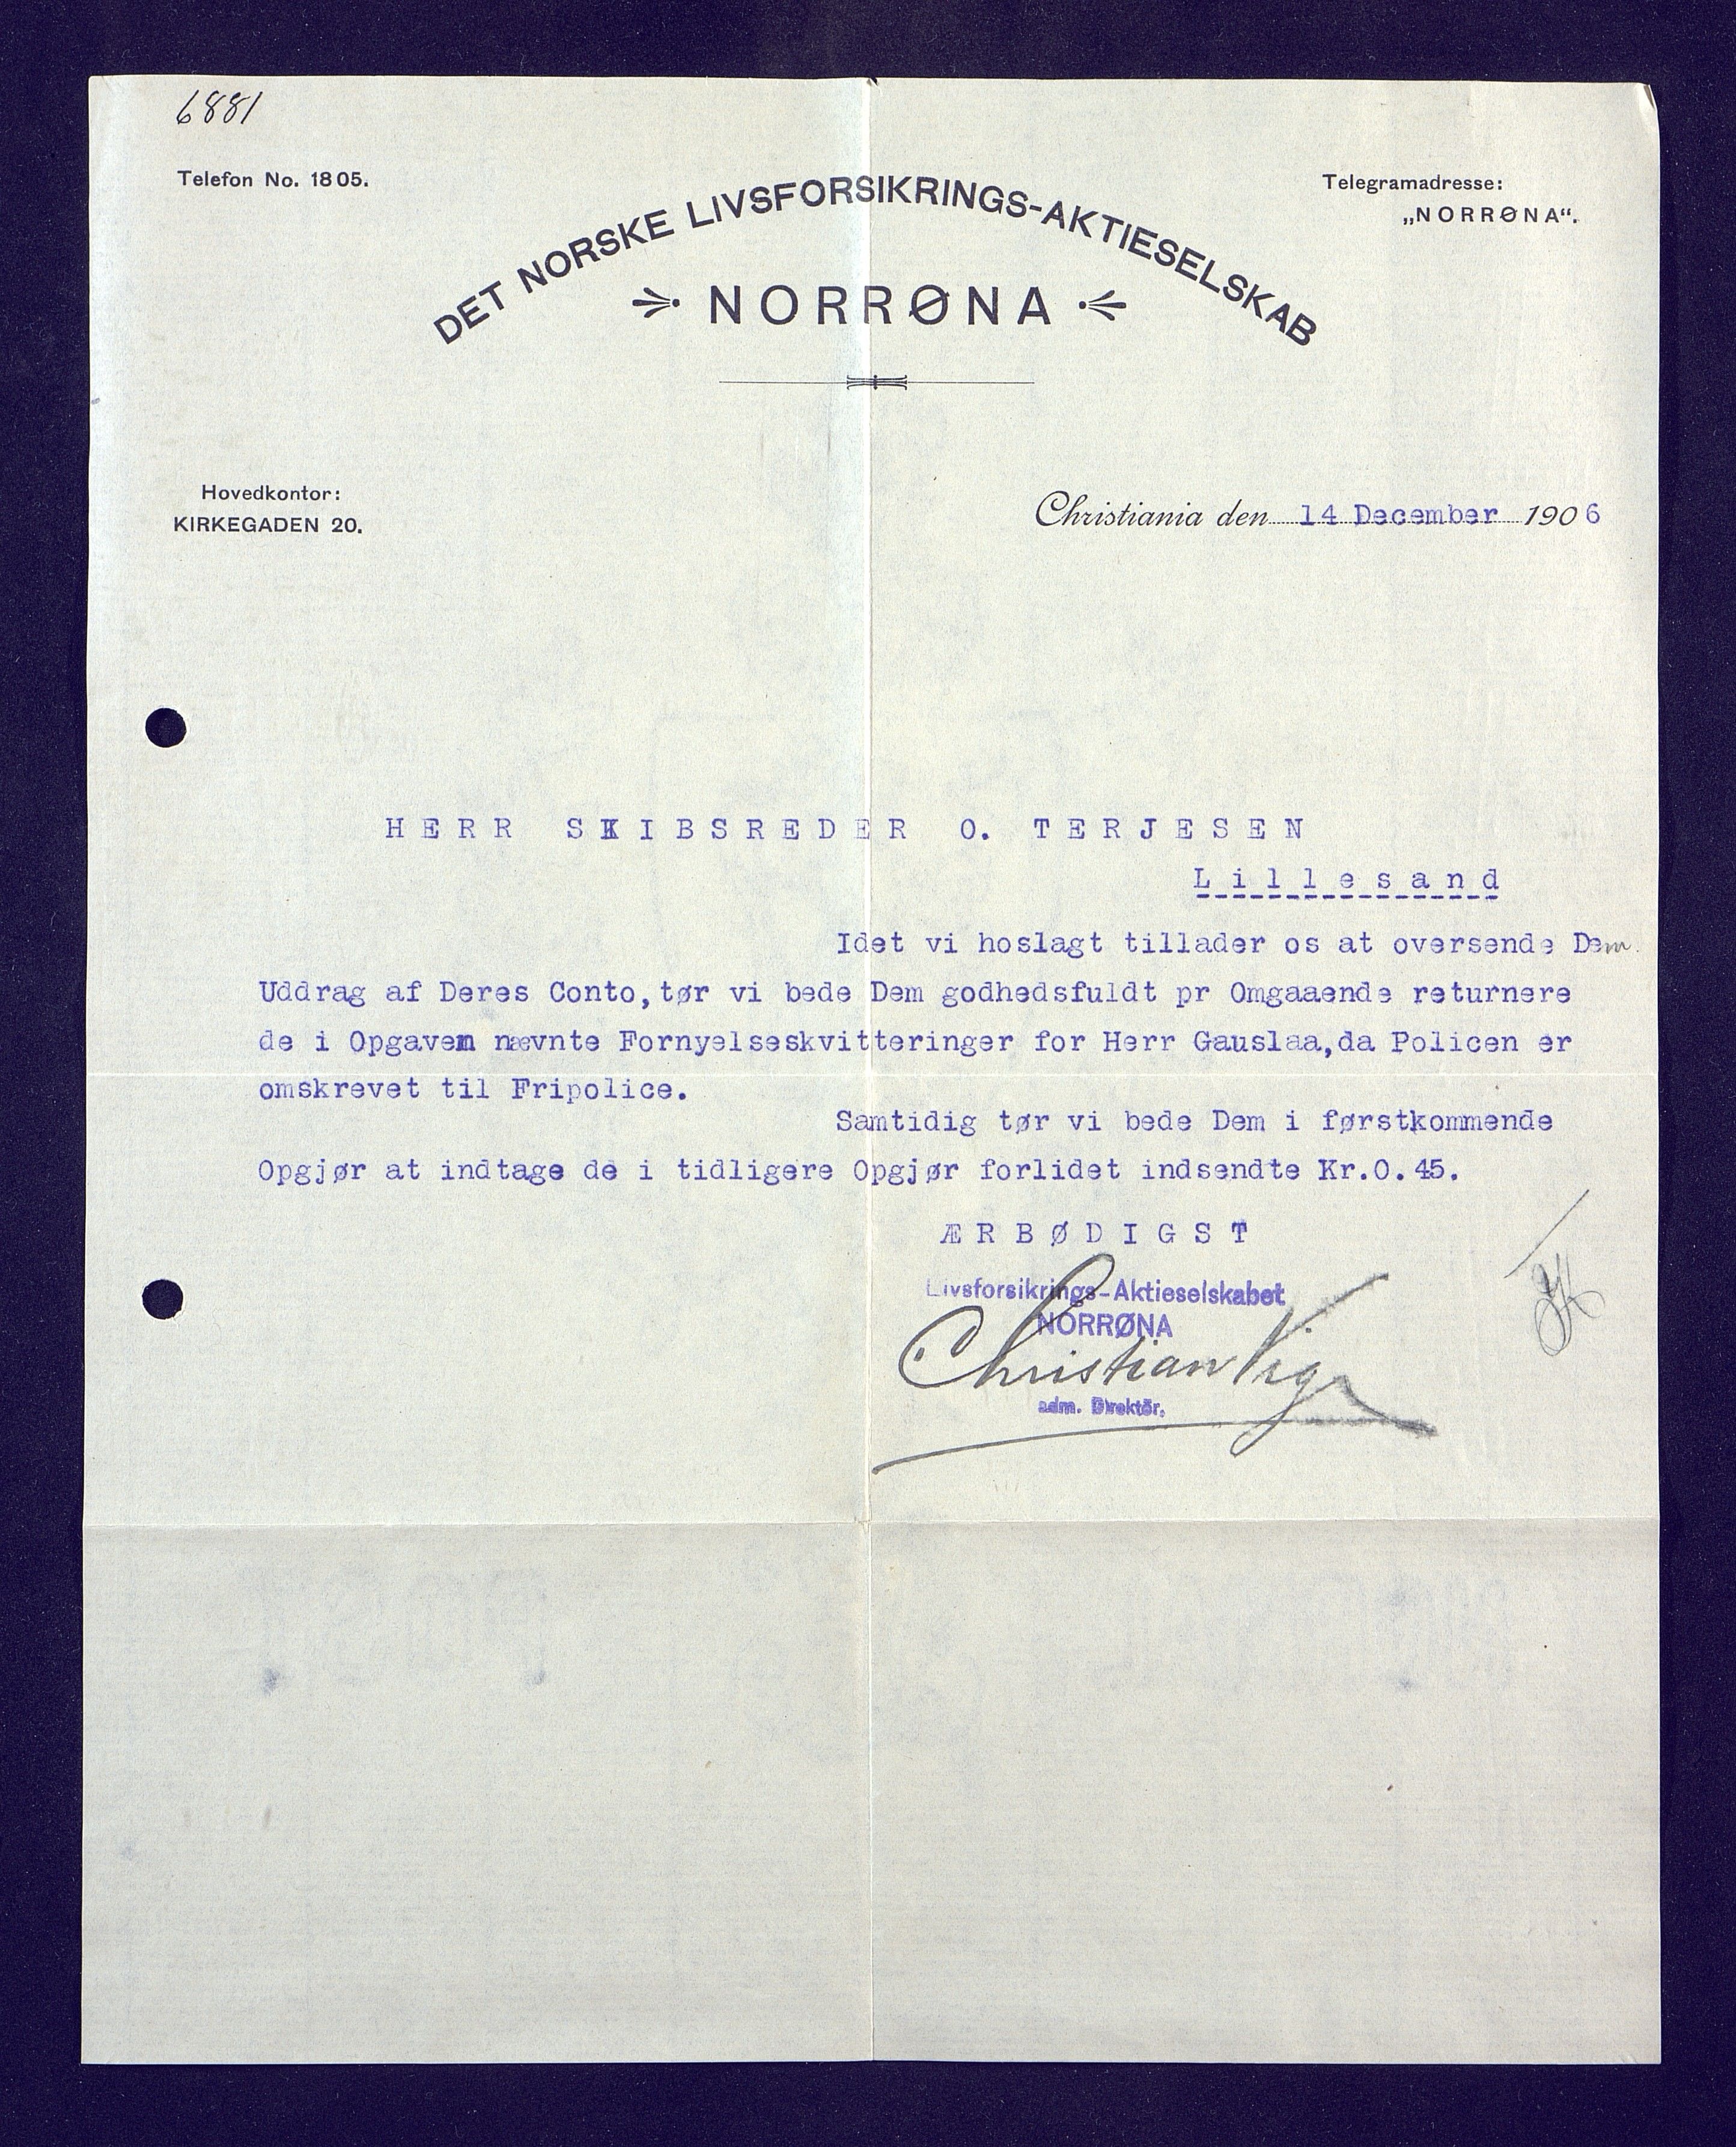 6881
Telefon No. 1805.
Telegramadresse:
„NORRØNA“.
DET NORSKE LIVSFORSIKRINGS-AKTIESELSKAB
NORRØNA
Hovedkontor:
KIRKEGADEN 20.
Christiania den 14 December 1906
HERR SKIBSREDER O. TERJESEN
Lillesand
Idet vi hoslagt tillader os at oversende Dem
Uddrag af Deres Conto,tør vi bede Dem godhedsfuldt pr Omgaaende returnere
de i Opgaven nævnte Fornyelseskvitteringer for Herr Gauslaa,da Policen er
omskrevet til Fripolice.
Samtidig tør vi bede Dem i førstkommende
Opgjør at indtage de i tidligere Opgjør forlidet indsendte Kr.0.45.
ÆRBØDIGST
Livsforsikrings-Aktieselskabet
NORRØNA
Christian
adm. Direktör.